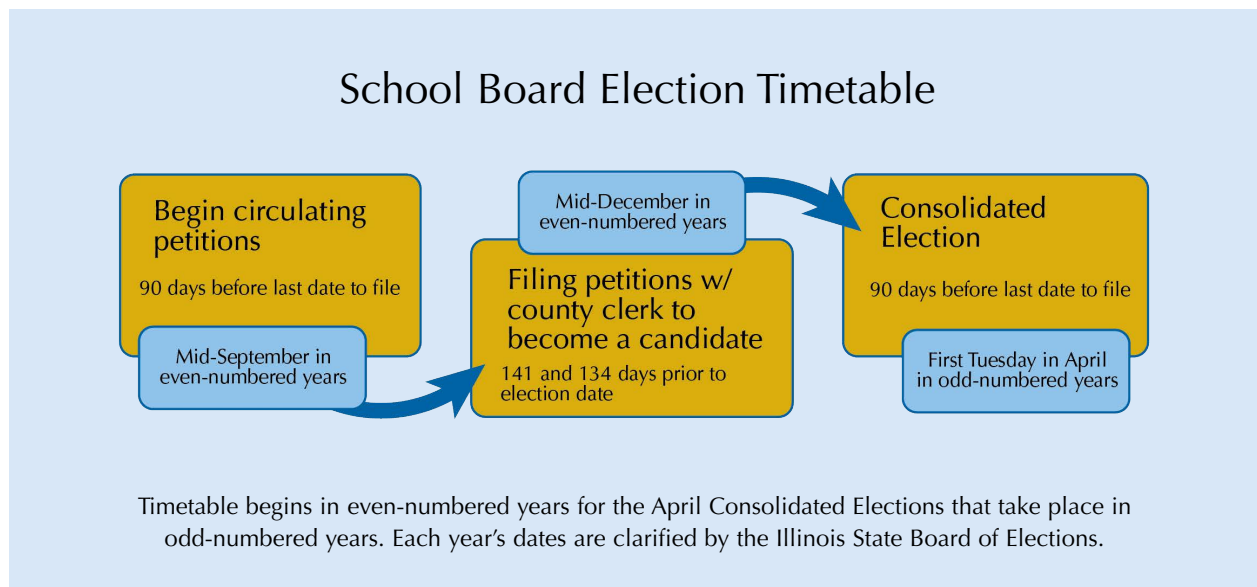 School Board Election Timetable
Begin circulating
petitions
90 days before last date to file
Mid-September in
even-numbered years
Mid-December in
even-numbered years
Filing petitions w/
county clerk to
become a candidate
141 and 134 days prior to
election date
Consolidated
Election
90 days before last date to file
First Tuesday in April
in odd-numbered years
Timetable begins in even-numbered years for the April Consolidated Elections that take place in
odd-numbered years. Each year’s dates are clarified by the Illinois State Board of Elections.